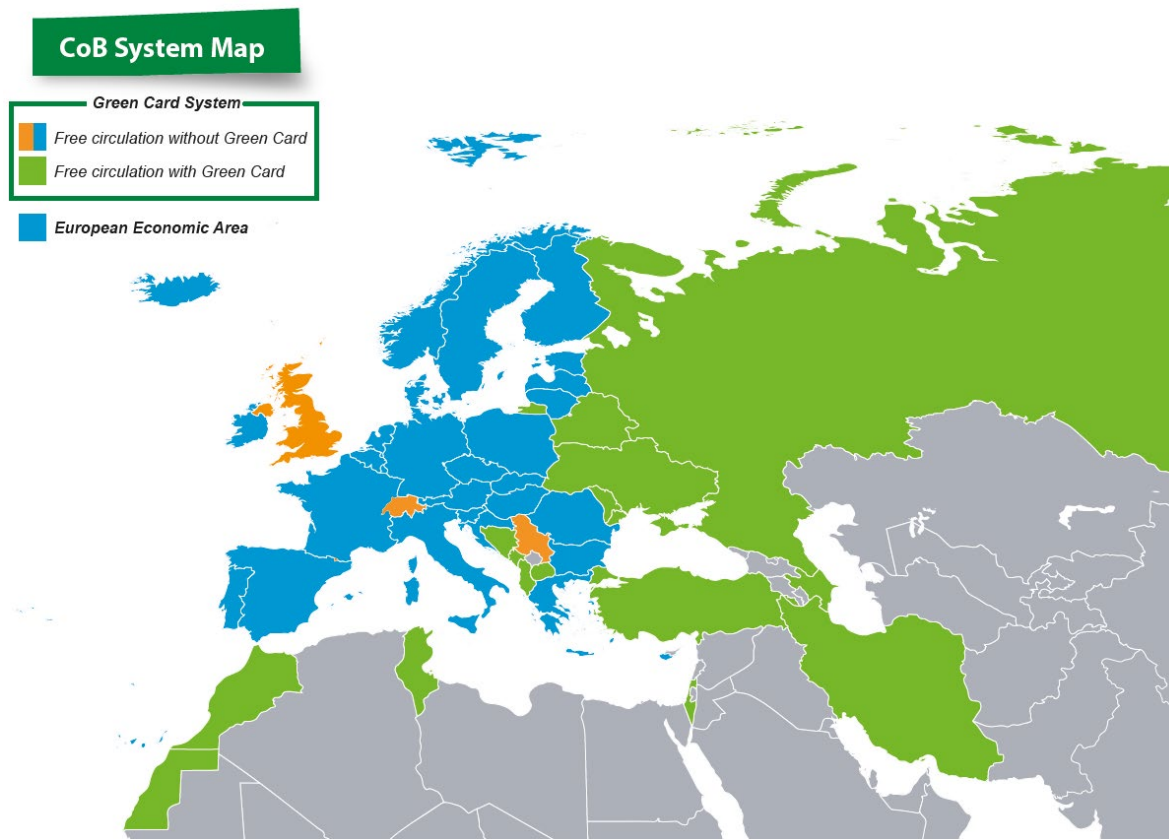 CoB System Map
Green Card System
Free circulation without Green Card
Free circulation with Green Card
European Economic Area